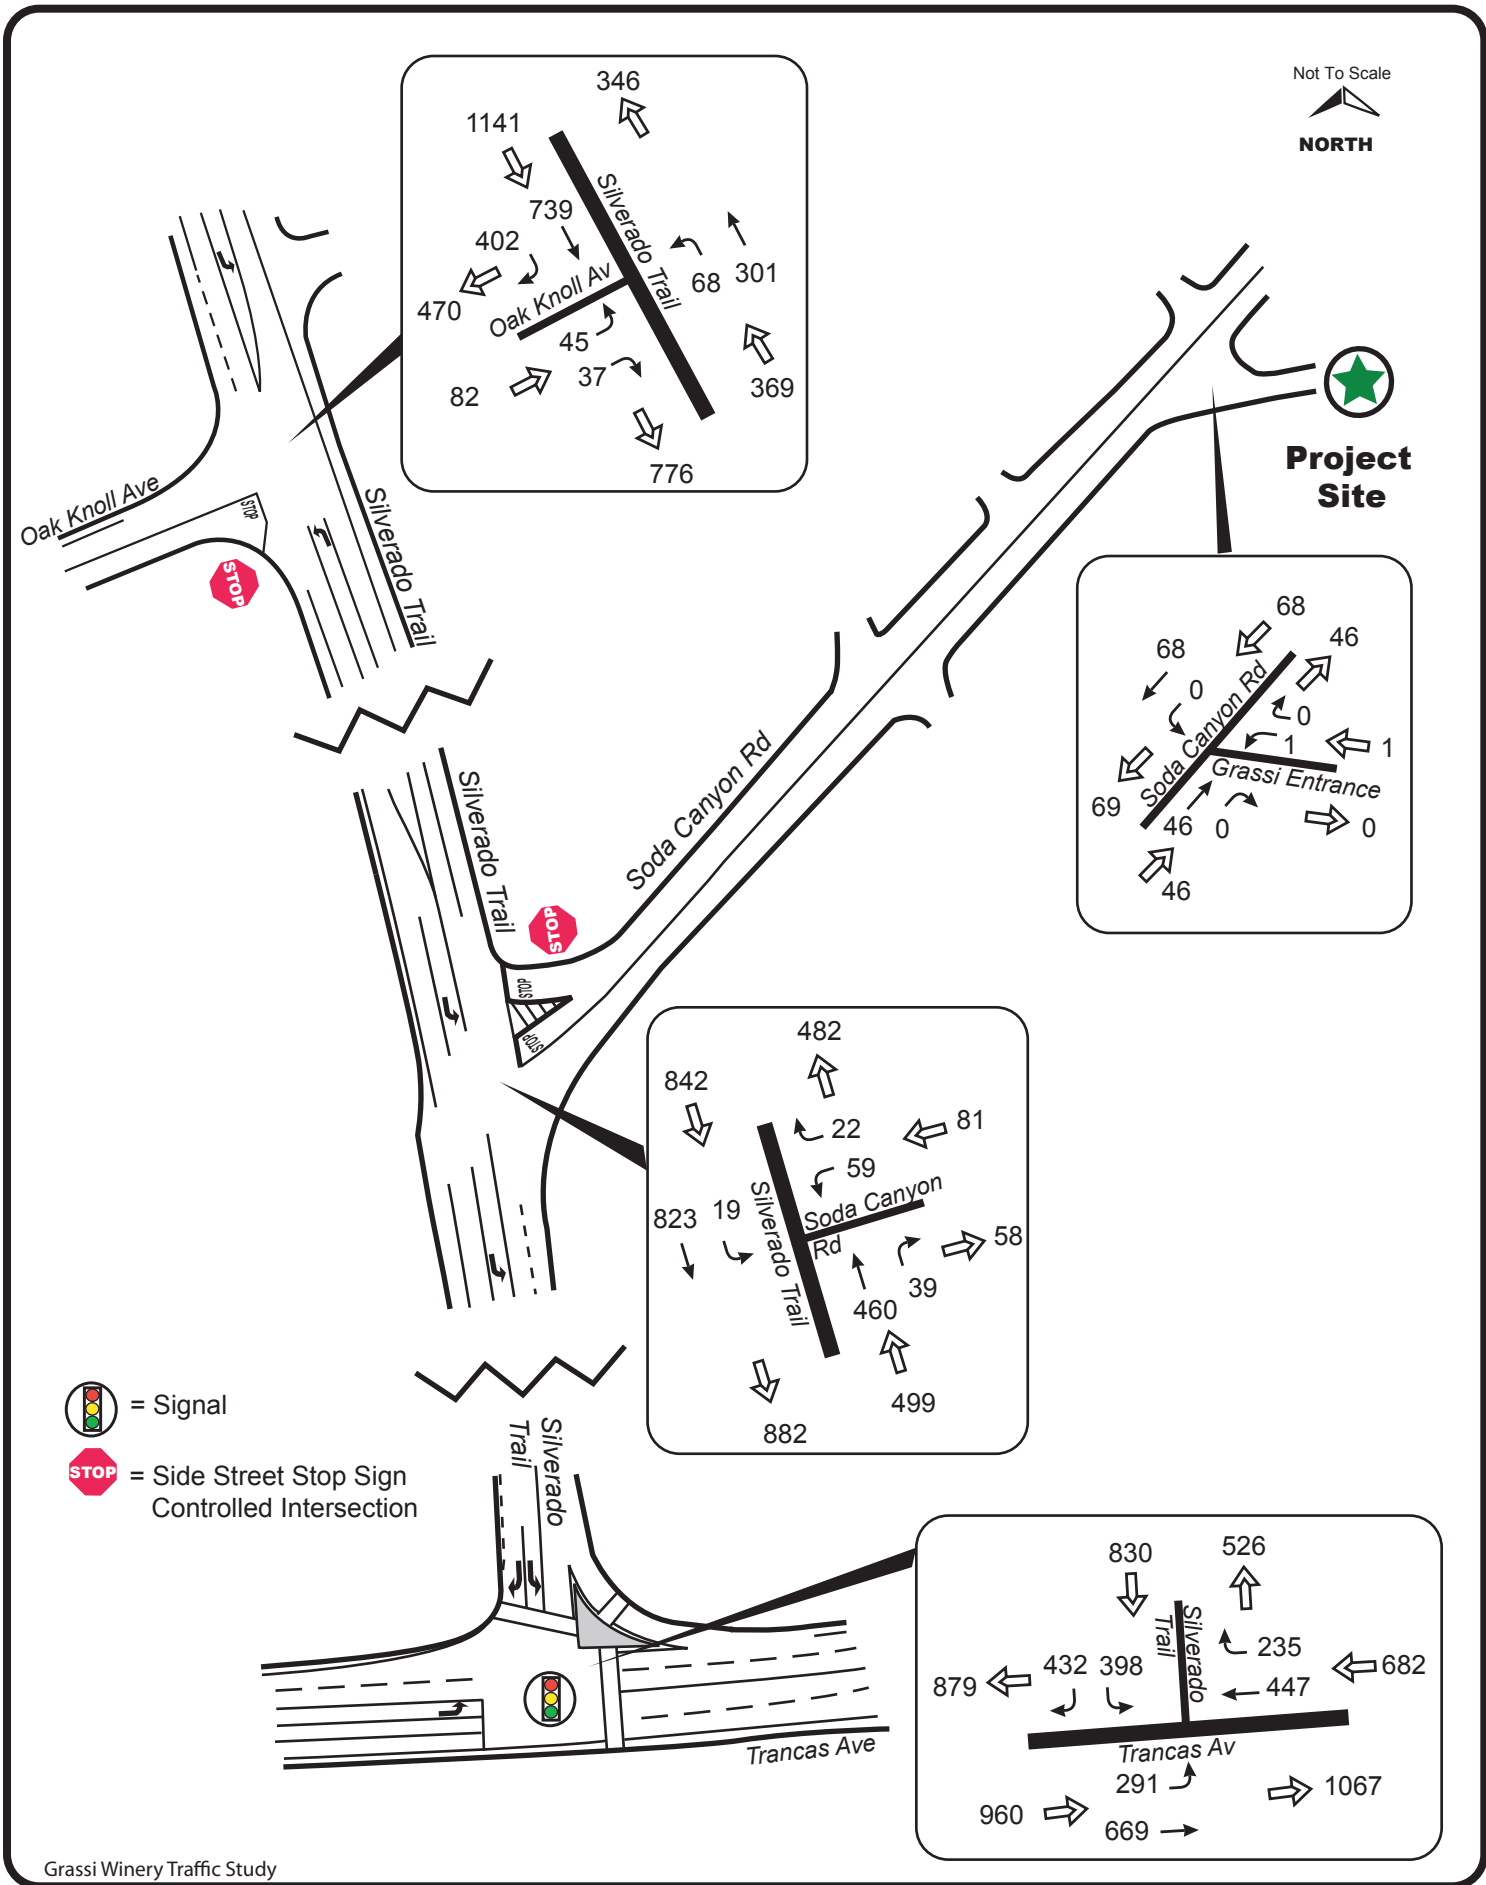 Not To Scale
NORTH
346
1141
739
402
470
Silverado Trail
Oak Knoll Av
68
301
45
37
82
369
776
Oak Knoll Ave
STOP
STOP
Silverado Trail
Project
Site
68
46
68
0
0
1
1
Soda Canyon Rd
Grassi Entrance
69
46
0
0
46
Silverado Trail
Soda Canyon Rd
STOP
STOP
STOP
482
842
22
81
59
823
19
Silverado Trail
Soda Canyon
Rd
58
39
460
499
882
= Signal
STOP
= Side Street Stop Sign
Controlled Intersection
Silverado
Trail
Trancas Ave
830
526
Silverado
Trail
235
682
432
398
447
879
Trancas Av
291
1067
960
669
Grassi Winery Traffic Study